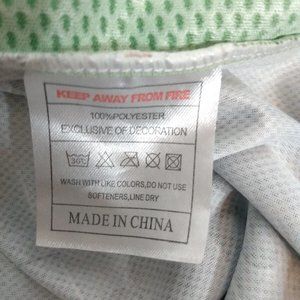 KEEP AWAY FROM FIRE
100%POLYESTER
EXCLUSIVE OF DECORATION
30°C
WASH WITH LIKE COLORS,DO NOT USE
SOFTENERS,LINE DRY
MADE IN CHINA